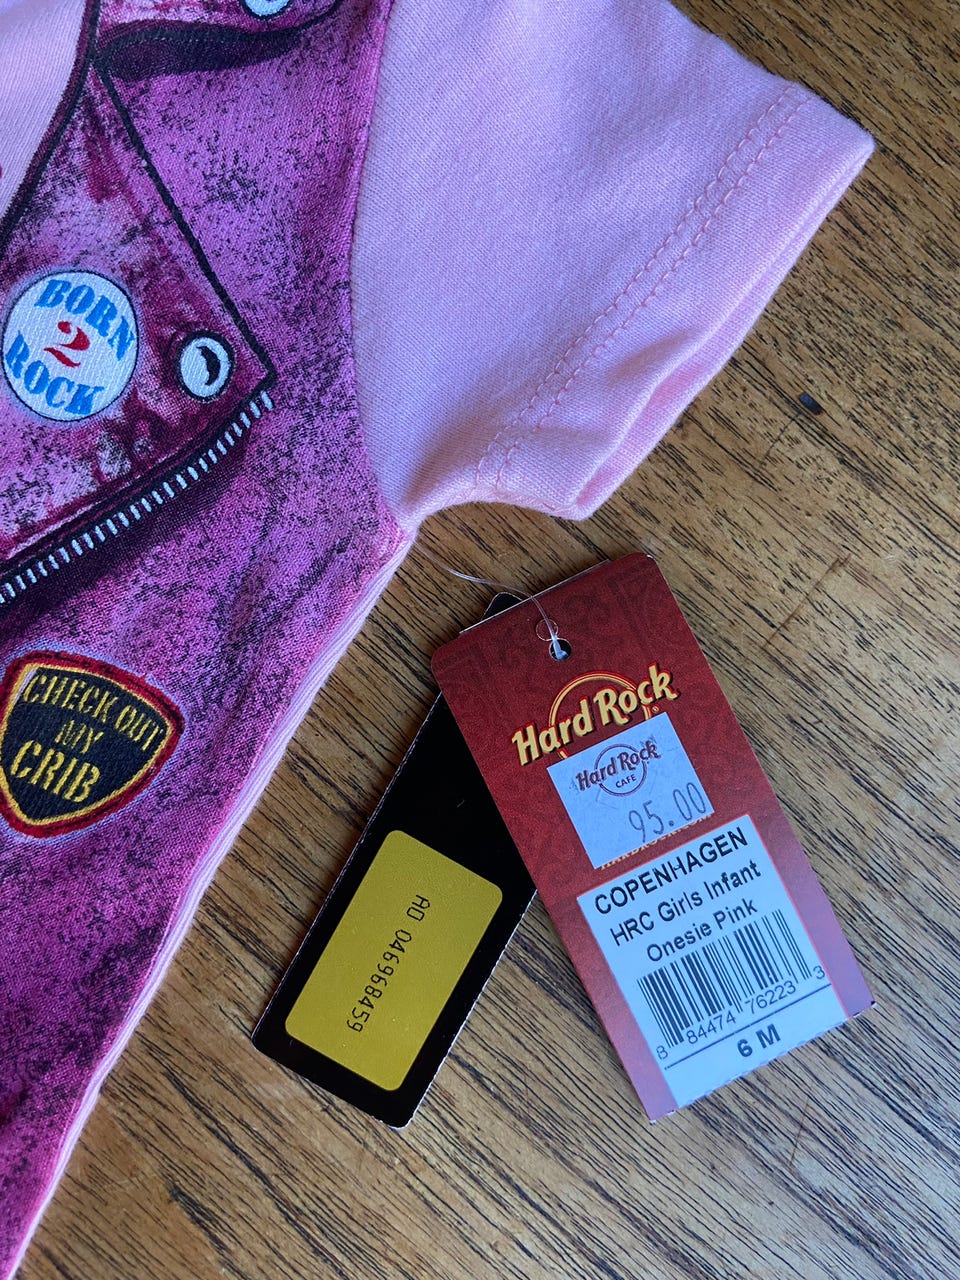 BORN
2
ROCK
CHECK OUT
MY
CRIB
Hard Rock
Hard Rock
CAFE
95.00
COPENHAGEN
HRC Girls Infant
Onesie Pink
8 84474 76223 3
6 M
AO 046968459